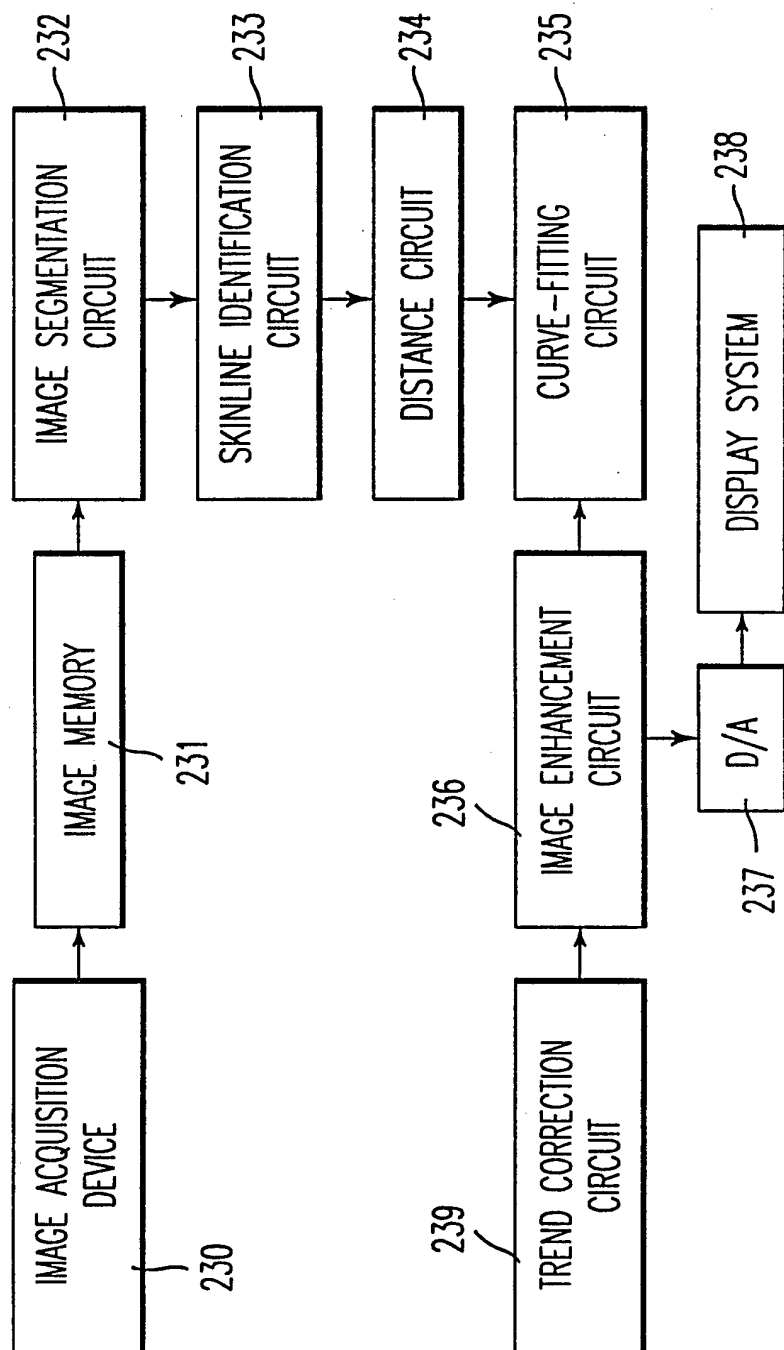 IMAGE ACQUISITION
DEVICE
230
IMAGE MEMORY
231
IMAGE SEGMENTATION
CIRCUIT
232
SKINLINE IDENTIFICATION
CIRCUIT
233
DISTANCE CIRCUIT
234
TREND CORRECTION
CIRCUIT
239
IMAGE ENHANCEMENT
CIRCUIT
236
CURVE-FITTING
CIRCUIT
235
D/A
237
DISPLAY SYSTEM
238